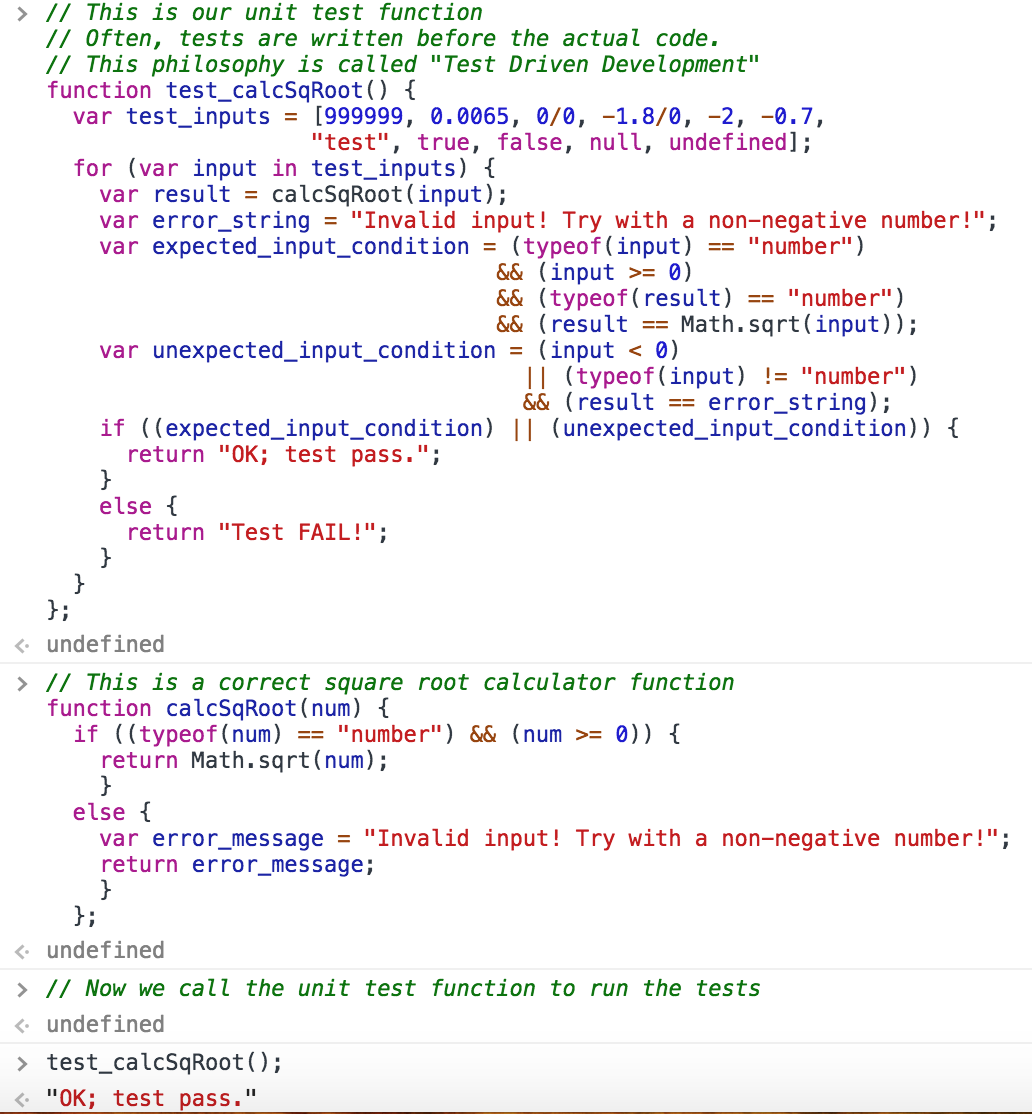 > // This is our unit test function
// Often, tests are written before the actual code.
// This philosophy is called "Test Driven Development"
function test_calcSqRoot() {
  var test_inputs = [999999, 0.0065, 0/0, -1.8/0, -2, -0.7,
                    "test", true, false, null, undefined];
  for (var input in test_inputs) {
    var result = calcSqRoot(input);
    var error_string = "Invalid input! Try with a non-negative number!";
    var expected_input_condition = (typeof(input) == "number")
                                  && (input >= 0)
                                  && (typeof(result) == "number")
                                  && (result == Math.sqrt(input));
    var unexpected_input_condition = (input < 0)
                                    || (typeof(input) != "number")
                                    && (result == error_string);
    if ((expected_input_condition) || (unexpected_input_condition)) {
      return "OK; test pass.";
    }
    else {
      return "Test FAIL!";
    }
  }
};
undefined
> // This is a correct square root calculator function
function calcSqRoot(num) {
  if ((typeof(num) == "number") && (num >= 0)) {
    return Math.sqrt(num);
    }
  else {
    var error_message = "Invalid input! Try with a non-negative number!";
    return error_message;
    }
  };
undefined
> // Now we call the unit test function to run the tests
undefined
> test_calcSqRoot();
"OK; test pass."